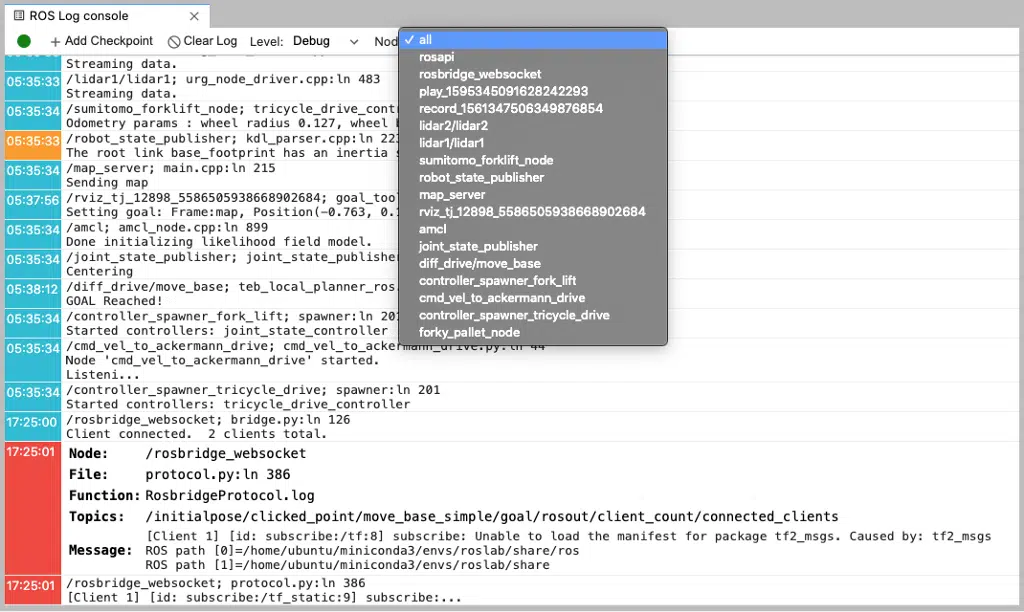 ROS Log console
+ Add Checkpoint Clear Log Level: Debug Nod
✓ all
rosapi
rosbridge_websocket
play_1595345091628242293
record_1561347506349876854
lidar2/lidar2
lidar1/lidar1
sumitomo_forklift_node
robot_state_publisher
map_server
rviz_tj_12898_5586505938668902684
amcl
joint_state_publisher
diff_drive/move_base
controller_spawner_fork_lift
cmd_vel_to_ackermann_drive
controller_spawner_tricycle_drive
forky_pallet_node
Streaming data.
05:35:33 /lidar1/lidar1; urg_node_driver.cpp:ln 483
Streaming data.
05:35:34 /sumitomo_forklift_node; tricycle_drive_cont
Odometry params : wheel radius 0.127, wheel
05:35:33 /robot_state_publisher; kdl_parser.cpp:ln 22
The root link base_footprint has an inertia
05:35:34 /map_server; main.cpp:ln 215
Sending map
05:37:56 /rviz_tj_12898_5586505938668902684; goal_too
Setting goal: Frame:map, Position(-0.763, 0.1
05:35:34 /amcl; amcl_node.cpp:ln 899
Done initializing likelihood field model.
05:35:34 /joint_state_publisher; joint_state_publisher
Centering
05:38:12 /diff_drive/move_base; teb_local_planner_ros.
GOAL Reached!
05:35:34 /controller_spawner_fork_lift; spawner:ln 201
Started controllers: joint_state_controller
05:35:34 /cmd_vel_to_ackermann_drive; cmd_vel_to_ackermann_drive.py:ln 44
Node 'cmd_vel_to_ackermann_drive' started.
Listeni...
05:35:34 /controller_spawner_tricycle_drive; spawner:ln 201
Started controllers: tricycle_drive_controller
17:25:00 /rosbridge_websocket; bridge.py:ln 126
Client connected.  2 clients total.
17:25:01 Node: /rosbridge_websocket
File: protocol.py:ln 386
Function: RosbridgeProtocol.log
Topics: /initialpose/clicked_point/move_base_simple/goal/rosout/client_count/connected_clients
[Client 1] [id: subscribe:/tf:8] subscribe: Unable to load the manifest for package tf2_msgs. Caused by: tf2_msgs
Message: ROS path [0]=/home/ubuntu/miniconda3/envs/roslab/share/ros
ROS path [1]=/home/ubuntu/miniconda3/envs/roslab/share
17:25:01 /rosbridge_websocket; protocol.py:ln 386
[Client 1] [id: subscribe:/tf_static:9] subscribe:...